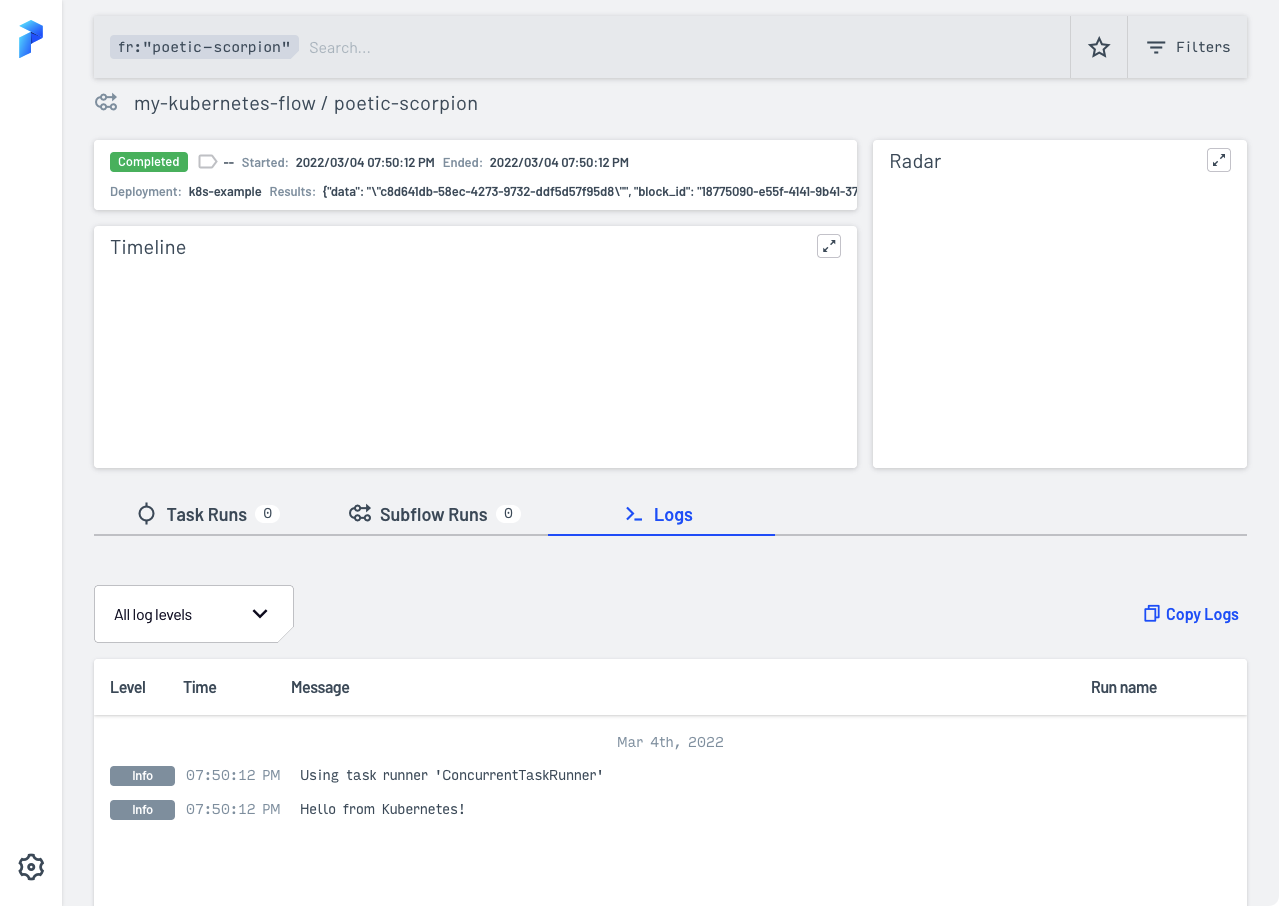 fr:"poetic-scorpion" Search... Filters
my-kubernetes-flow / poetic-scorpion
Completed -- Started: 2022/03/04 07:50:12 PM Ended: 2022/03/04 07:50:12 PM
Deployment: k8s-example Results: {"data": "\"c8d641db-58ec-4273-9732-ddf5d57f95d8\"", "block_id": "18775090-e55f-4141-9b41-37
Radar
Timeline
Task Runs 0 Subflow Runs 0 Logs
All log levels Copy Logs
Level Time Message Run name
Mar 4th, 2022
Info 07:50:12 PM Using task runner 'ConcurrentTaskRunner'
Info 07:50:12 PM Hello from Kubernetes!